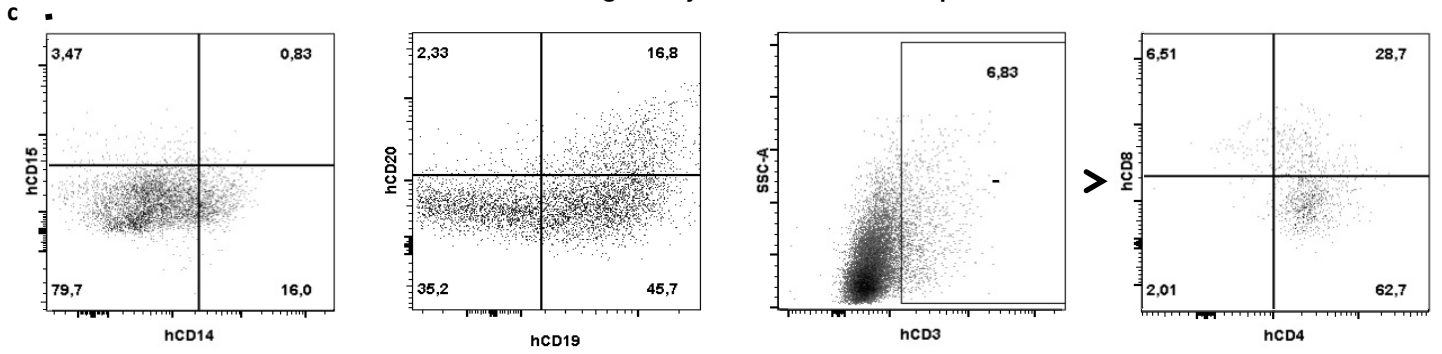 c
3,47 0,83
hCD15
79,7 16,0
hCD14
2,33 16,8
hCD20
35,2 45,7
hCD19
6,83
SSC-A
hCD3
>
6,51 28,7
hCD8
2,01 62,7
hCD4